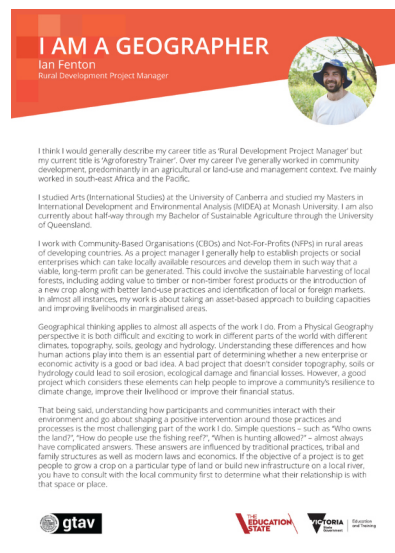 I AM A GEOGRAPHER
Ian Fenton
Rural Development Project Manager
I think I would generally describe my career title as 'Rural Development Project Manager' but
my current title is 'Agroforestry Trainer'. Over my career I've generally worked in community
development, predominantly in an agricultural or land-use and management context. I've mainly
worked in south-east Africa and the Pacific.
I studied Arts (International Studies) at the University of Canberra and studied my Masters in
International Development and Environmental Analysis (MIDEA) at Monash University. I am also
currently about half-way through my Bachelor of Sustainable Agriculture through the University
of Queensland.
I work with Community-Based Organisations (CBOs) and Not-For-Profits (NFPs) in rural areas
of developing countries. As a project manager I generally help to establish projects or social
enterprises which can take locally available resources and develop them in such way that a
viable, long-term profit can be generated. This could involve the sustainable harvesting of local
forests, including adding value to timber or non-timber forest products or the introduction of
a new crop along with better land-use practices and identification of local or foreign markets.
In almost all instances, my work is about taking an asset-based approach to building capacities
and improving livelihoods in marginalised areas.
Geographical thinking applies to almost all aspects of the work I do. From a Physical Geography
perspective it is both difficult and exciting to work in different parts of the world with different
climates, topography, soils, geology and hydrology. Understanding these differences and how
human actions play into them is an essential part of determining whether a new enterprise or
economic activity is a good or bad idea. A bad project that doesn't consider topography, soils or
hydrology could lead to soil erosion, ecological damage and financial losses. However, a good
project which considers these elements can help people to improve a community's resilience to
climate change, improve their livelihood or improve their financial status.
That being said, understanding how participants and communities interact with their
environment and go about shaping a positive intervention around those practices and
processes is the most challenging part of the work I do. Simple questions – such as "Who owns
the land?", "How do people use the fishing reef?", "When is hunting allowed?" – almost always
have complicated answers. These answers are influenced by traditional practices, tribal and
family structures as well as modern laws and economics. If the objective of a project is to get
people to grow a crop on a particular type of land or build new infrastructure on a local river,
you have to consult with the local community first to determine what their relationship is with
that space or place.
gtav
THE EDUCATION STATE
VICTORIA State Government
Education and Training